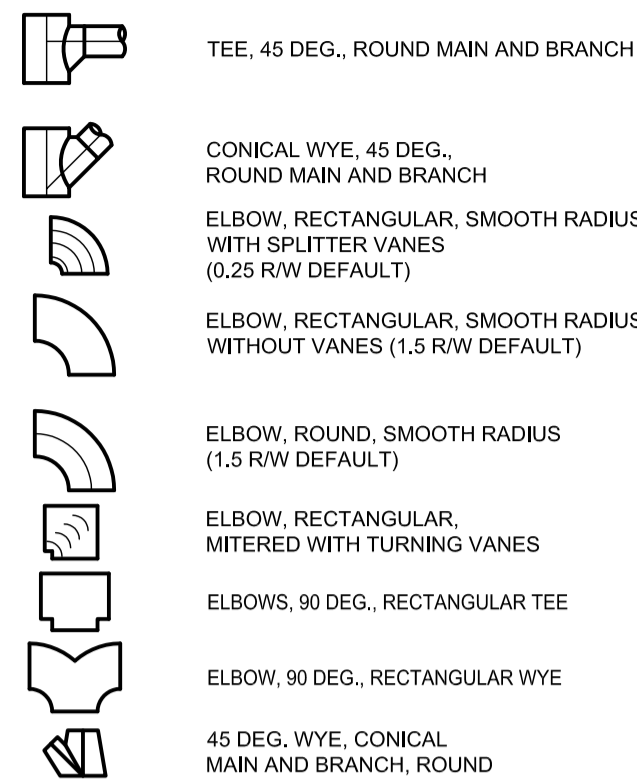 TEE, 45 DEG., ROUND MAIN AND BRANCH
CONICAL WYE, 45 DEG.,
ROUND MAIN AND BRANCH
ELBOW, RECTANGULAR, SMOOTH RADIUS
WITH SPLITTER VANES
(0.25 R/W DEFAULT)
ELBOW, RECTANGULAR, SMOOTH RADIUS
WITHOUT VANES (1.5 R/W DEFAULT)
ELBOW, ROUND, SMOOTH RADIUS
(1.5 R/W DEFAULT)
ELBOW, RECTANGULAR,
MITERED WITH TURNING VANES
ELBOWS, 90 DEG., RECTANGULAR TEE
ELBOW, 90 DEG., RECTANGULAR WYE
45 DEG. WYE, CONICAL
MAIN AND BRANCH, ROUND